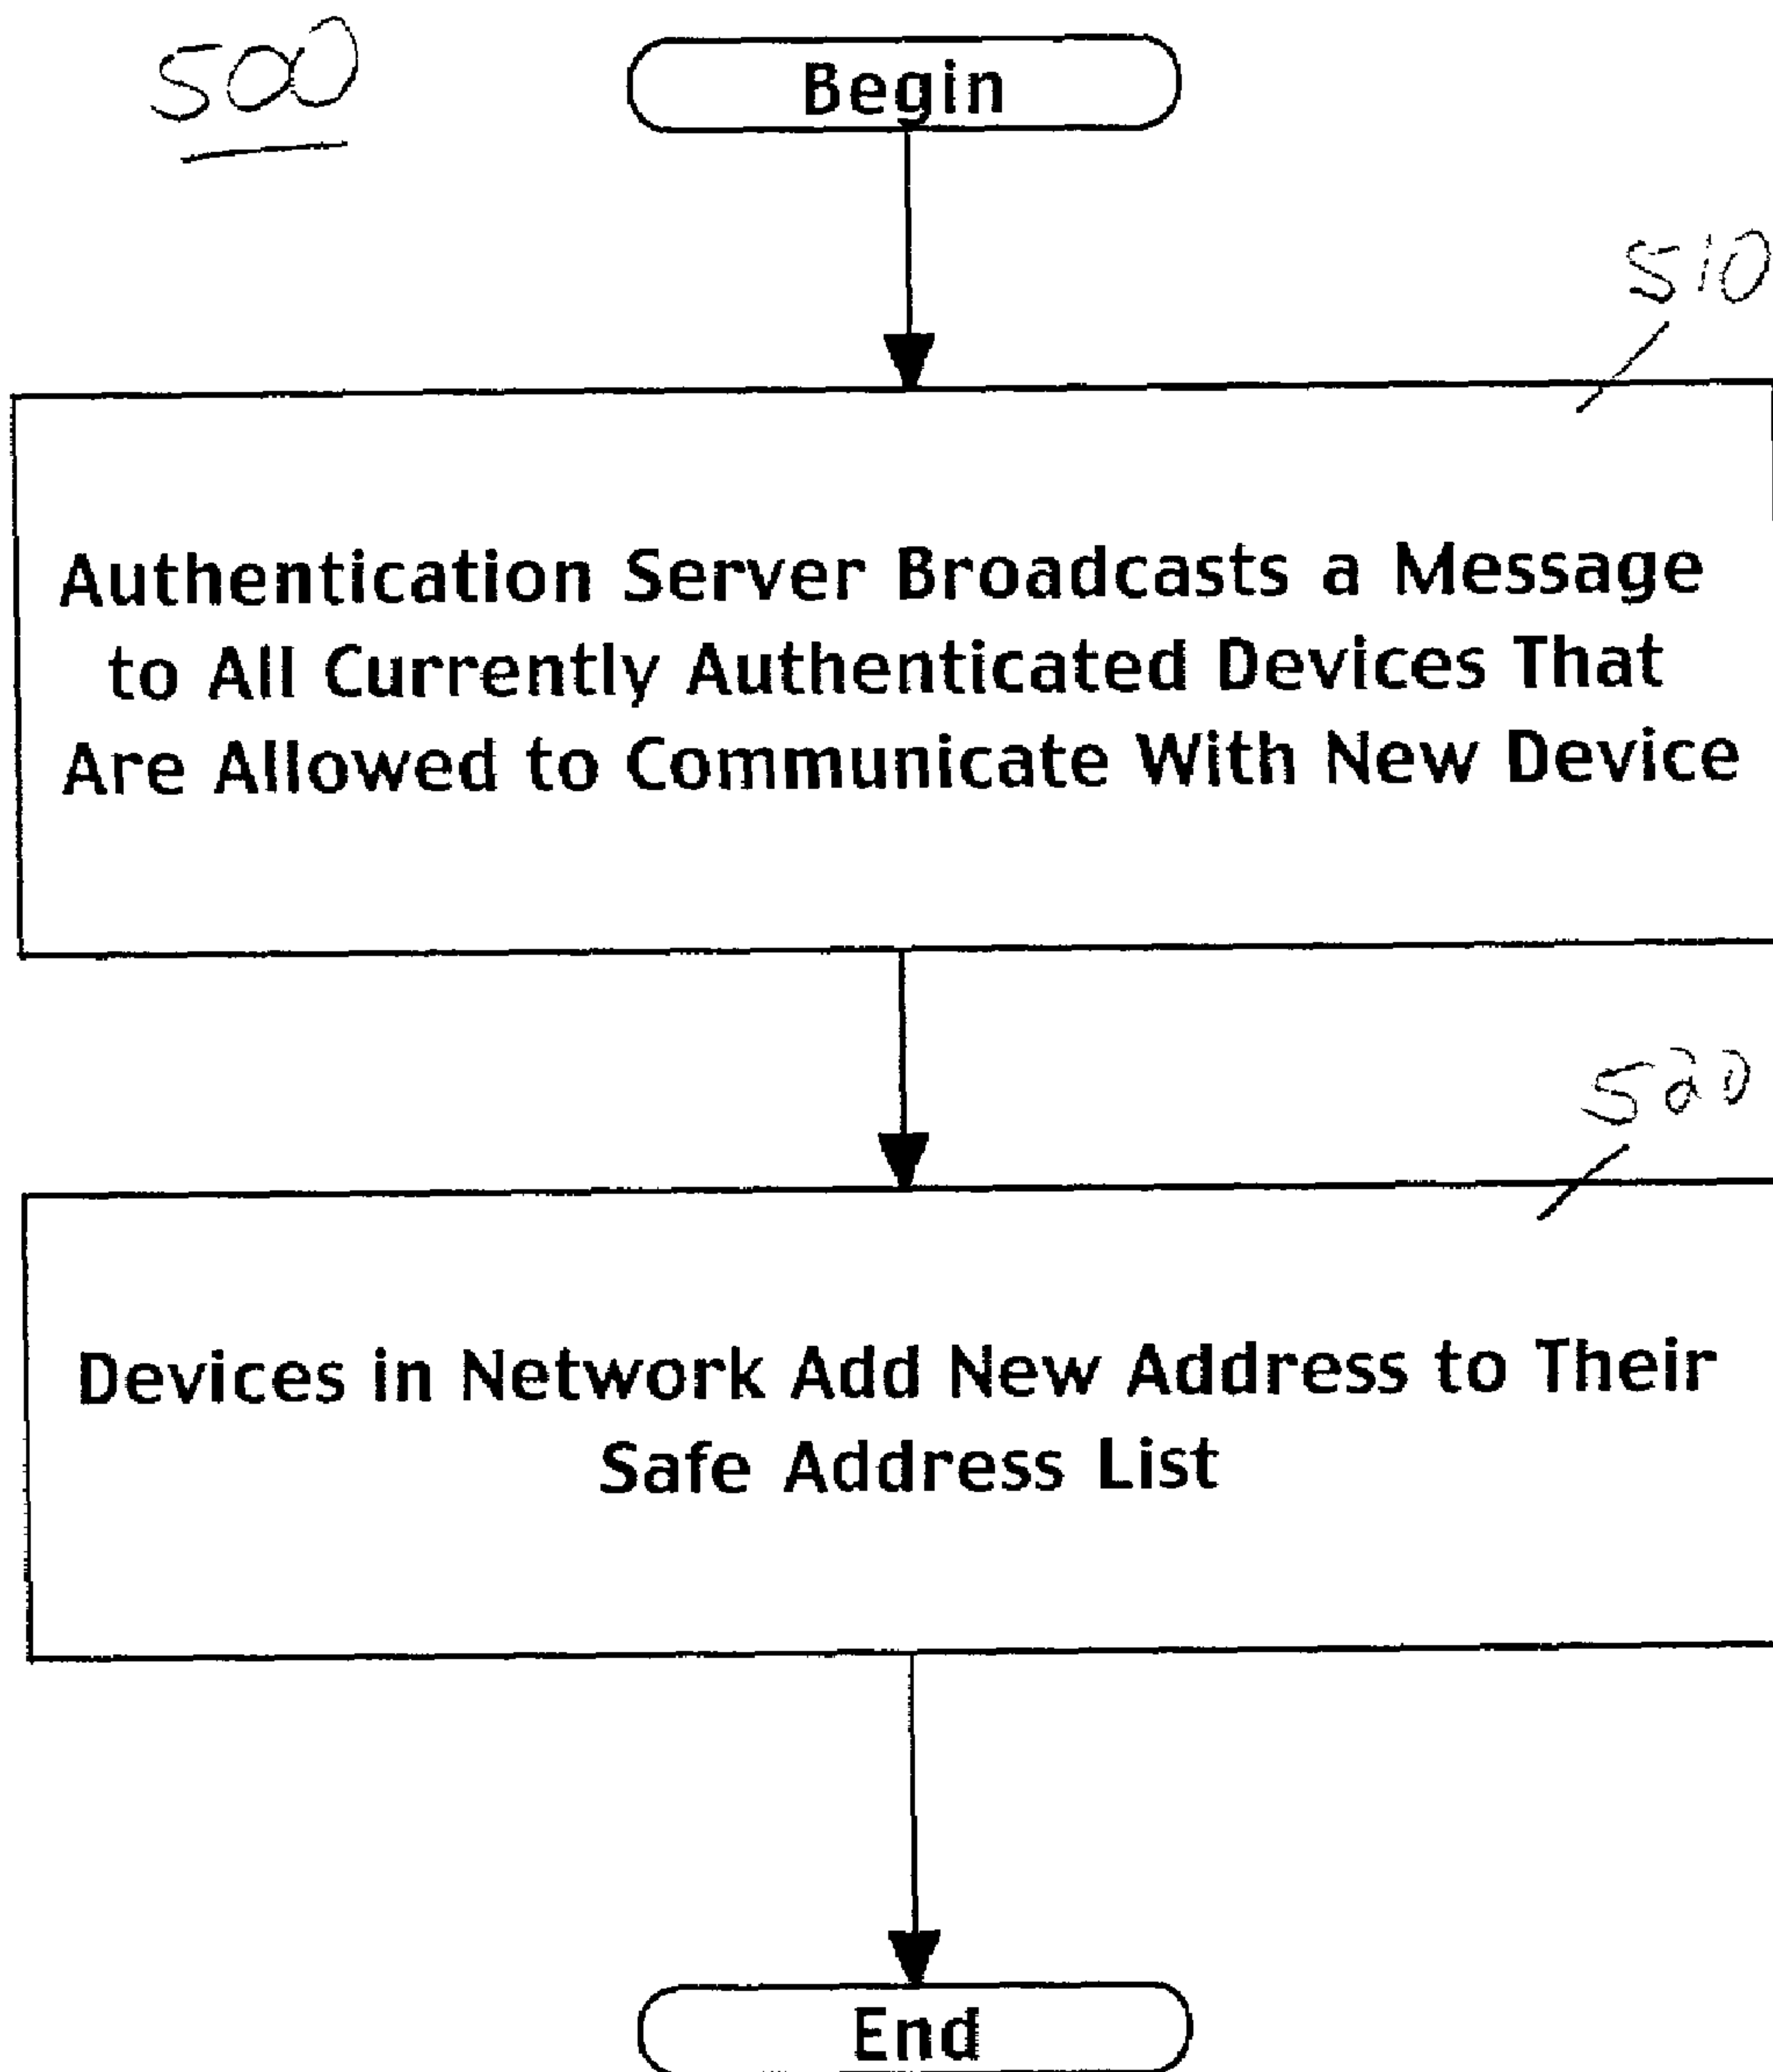 500
Begin
510
Authentication Server Broadcasts a Message
to All Currently Authenticated Devices That
Are Allowed to Communicate With New Device
520
Devices in Network Add New Address to Their
Safe Address List
End